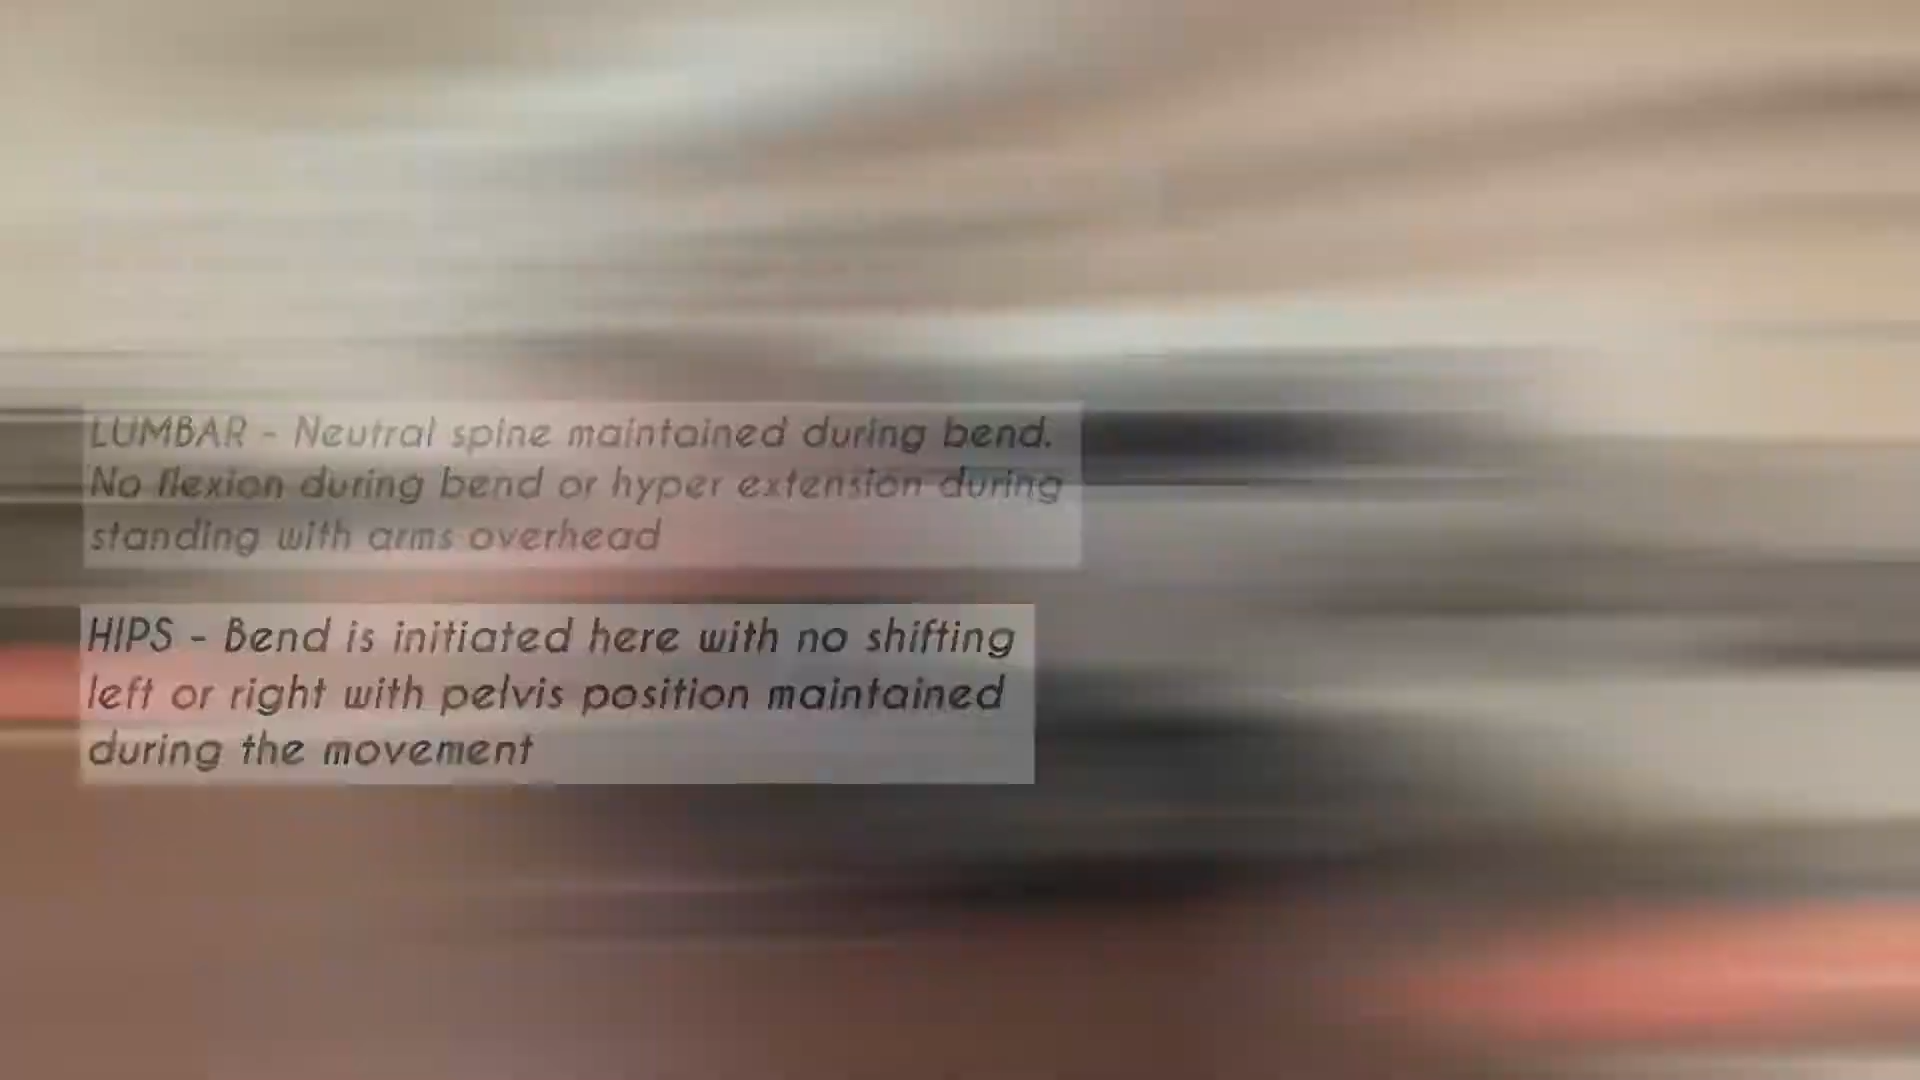 LUMBAR - Neutral spine maintained during bend.
No flexion during bend or hyper extension during
standing with arms overhead
HIPS - Bend is initiated here with no shifting
left or right with pelvis position maintained
during the movement